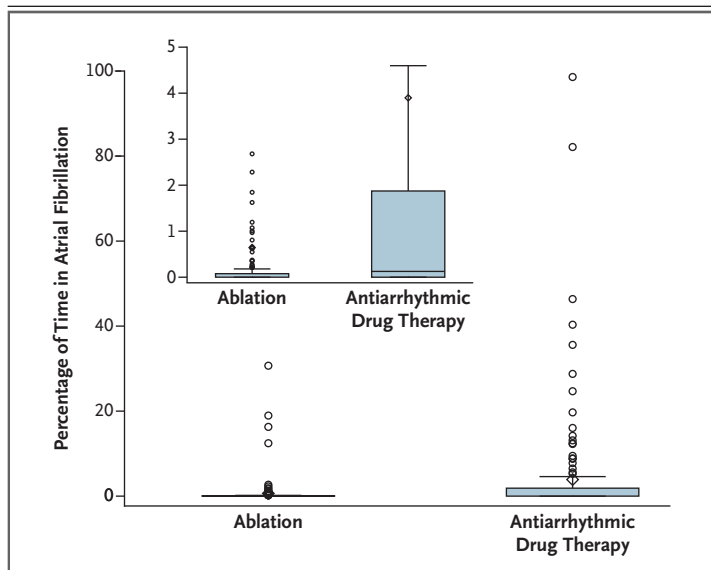 Percentage of Time in Atrial Fibrillation
100
80
60
40
20
0
5
4
3
2
1
0
Ablation
Antiarrhythmic
Drug Therapy
Ablation
Antiarrhythmic
Drug Therapy